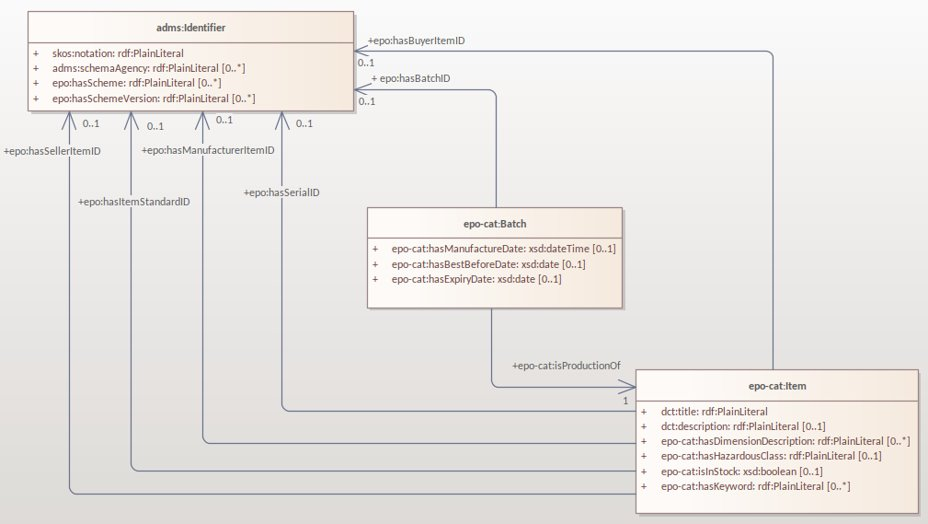 adms:Identifier
+ skos:notation: rdf:PlainLiteral
+ adms:schemaAgency: rdf:PlainLiteral [0..*]
+ epo:hasScheme: rdf:PlainLiteral [0..*]
+ epo:hasSchemeVersion: rdf:PlainLiteral [0..*]
+epo:hasBuyerItemID
0..1
+ epo:hasBatchID
0..1
0..1
0..1
0..1
0..1
+epo:hasSellerItemID
+epo:hasManufacturerItemID
+epo:hasSerialID
+epo:hasItemStandardID
epo-cat:Batch
+ epo-cat:hasManufactureDate: xsd:dateTime [0..1]
+ epo-cat:hasBestBeforeDate: xsd:date [0..1]
+ epo-cat:hasExpiryDate: xsd:date [0..1]
+epo-cat:isProductionOf
1
epo-cat:Item
+ dct:title: rdf:PlainLiteral
+ dct:description: rdf:PlainLiteral [0..1]
+ epo-cat:hasDimensionDescription: rdf:PlainLiteral [0..*]
+ epo-cat:hasHazardousClass: rdf:PlainLiteral [0..1]
+ epo-cat:isInStock: xsd:boolean [0..1]
+ epo-cat:hasKeyword: rdf:PlainLiteral [0..*]